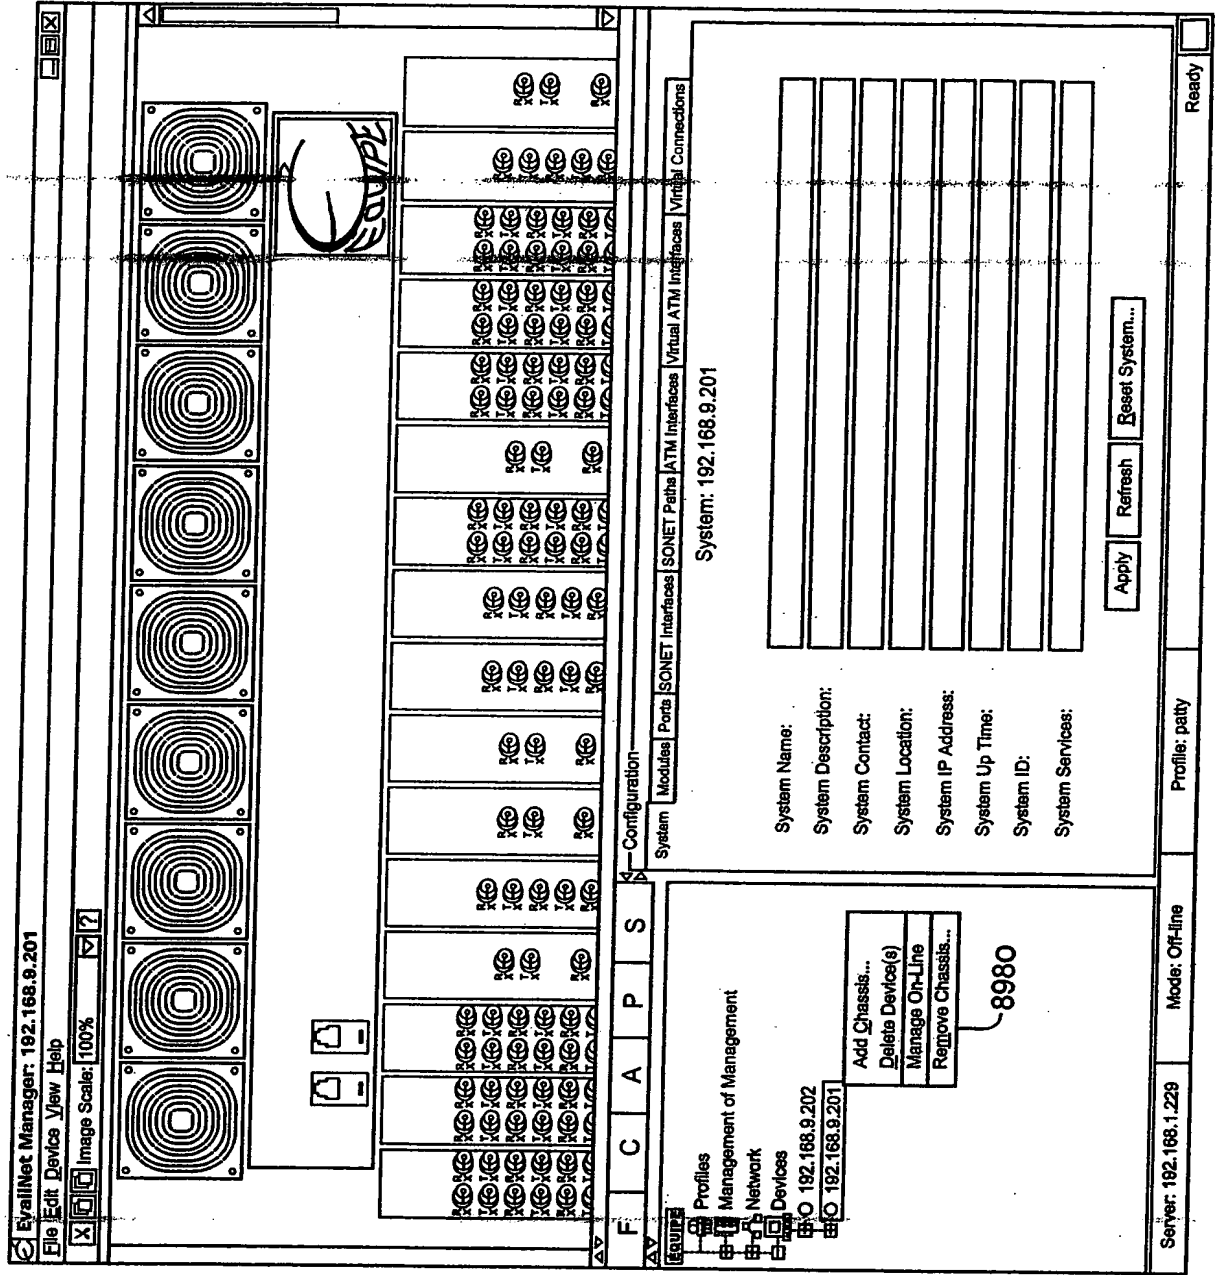 EvailNet Manager: 192.168.9.201
File Edit Device View Help
Image Scale: 100% ?
EQUIPE
F C A P S
EQUIPE
Profiles
Management of Management
Network
Devices
192.168.9.202
192.168.9.201
Add Chassis...
Delete Device(s)
Manage On-Line
Remove Chassis...
8980
Configuration
System Modules Ports SONET Interfaces SONET Paths ATM Interfaces Virtual ATM Interfaces Virtual Connections
System: 192.168.9.201
System Name:
System Description:
System Contact:
System Location:
System IP Address:
System Up Time:
System ID:
System Services:
Apply Refresh Reset System...
Server: 192.168.1.229 Mode: Off-line Profile: patty Ready